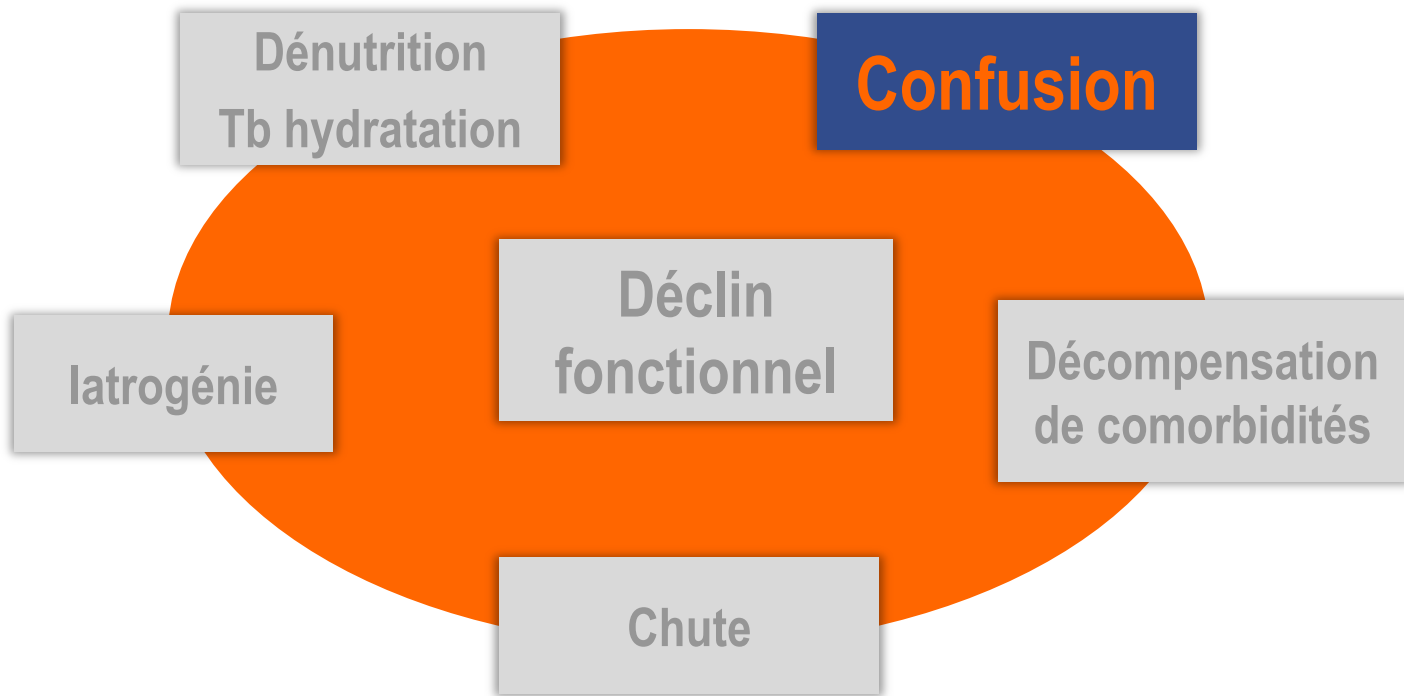 Dénutrition
Tb hydratation
Confusion
Déclin
fonctionnel
Iatrogénie
Décompensation
de comorbidités
Chute